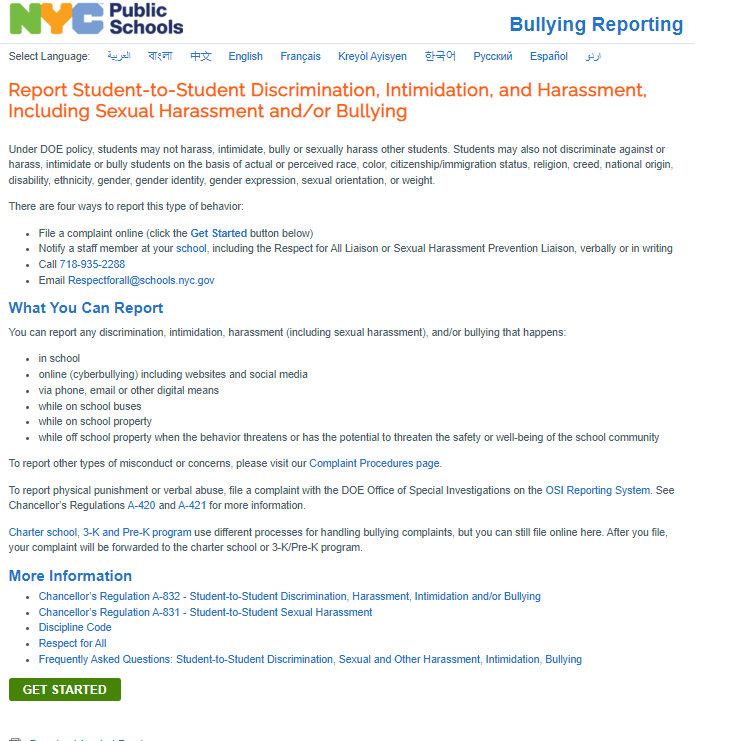 NYC Public
Schools
Bullying Reporting
Select Language: العربية বাংলা 中文 English Français Kreyòl Ayisyen 한국어 Русский Español اردو
Report Student-to-Student Discrimination, Intimidation, and Harassment,
Including Sexual Harassment and/or Bullying
Under DOE policy, students may not harass, intimidate, bully or sexually harass other students. Students may also not discriminate against or
harass, intimidate or bully students on the basis of actual or perceived race, color, citizenship/immigration status, religion, creed, national origin,
disability, ethnicity, gender, gender identity, gender expression, sexual orientation, or weight.
There are four ways to report this type of behavior:
• File a complaint online (click the Get Started button below)
• Notify a staff member at your school, including the Respect for All Liaison or Sexual Harassment Prevention Liaison, verbally or in writing
• Call 718-935-2288
• Email Respectforall@schools.nyc.gov
What You Can Report
You can report any discrimination, intimidation, harassment (including sexual harassment), and/or bullying that happens:
• in school
• online (cyberbullying) including websites and social media
• via phone, email or other digital means
• while on school buses
• while on school property
• while off school property when the behavior threatens or has the potential to threaten the safety or well-being of the school community
To report other types of misconduct or concerns, please visit our Complaint Procedures page.
To report physical punishment or verbal abuse, file a complaint with the DOE Office of Special Investigations on the OSI Reporting System. See
Chancellor's Regulations A-420 and A-421 for more information.
Charter school, 3-K and Pre-K program use different processes for handling bullying complaints, but you can still file online here. After you file,
your complaint will be forwarded to the charter school or 3-K/Pre-K program.
More Information
• Chancellor's Regulation A-832 - Student-to-Student Discrimination, Harassment, Intimidation and/or Bullying
• Chancellor's Regulation A-831 - Student-to-Student Sexual Harassment
• Discipline Code
• Respect for All
• Frequently Asked Questions: Student-to-Student Discrimination, Sexual and Other Harassment, Intimidation, Bullying
GET STARTED